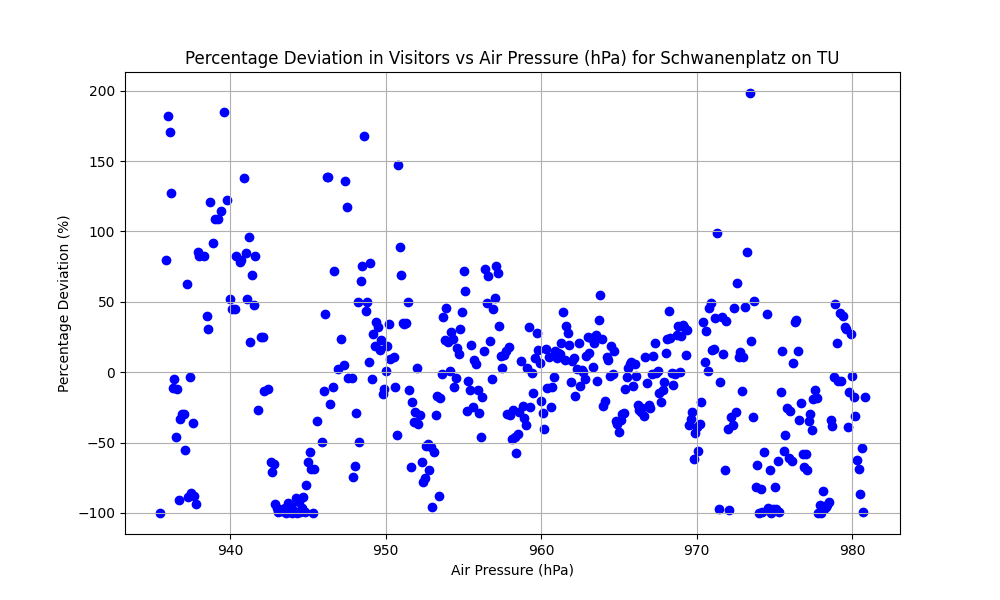 Percentage Deviation in Visitors vs Air Pressure (hPa) for Schwanenplatz on TU
200
150
100
50
0
−50
−100
Percentage Deviation (%)
940 950 960 970 980
Air Pressure (hPa)